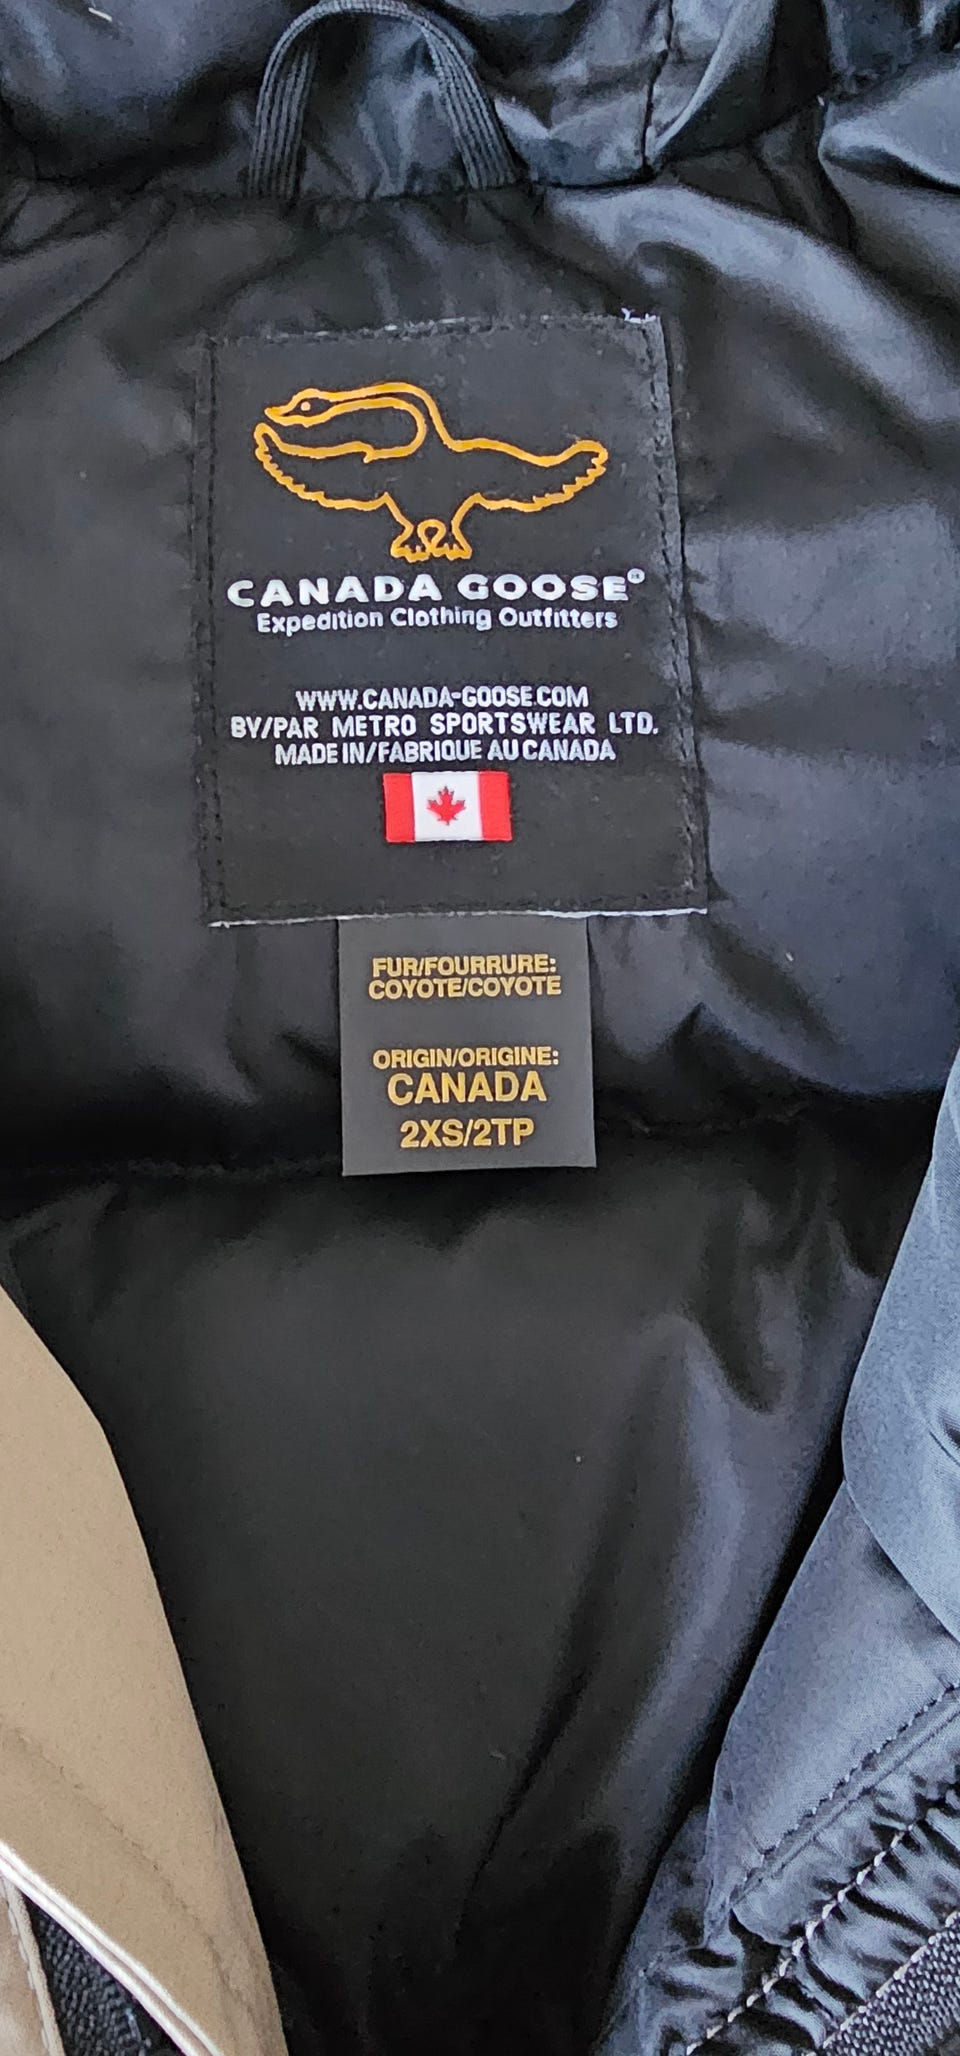 CANADA GOOSE®
Expedition Clothing Outfitters
WWW.CANADA-GOOSE.COM
BY/PAR METRO SPORTSWEAR LTD.
MADE IN/FABRIQUE AU CANADA
FUR/FOURRURE:
COYOTE/COYOTE
ORIGIN/ORIGINE:
CANADA
2XS/2TP